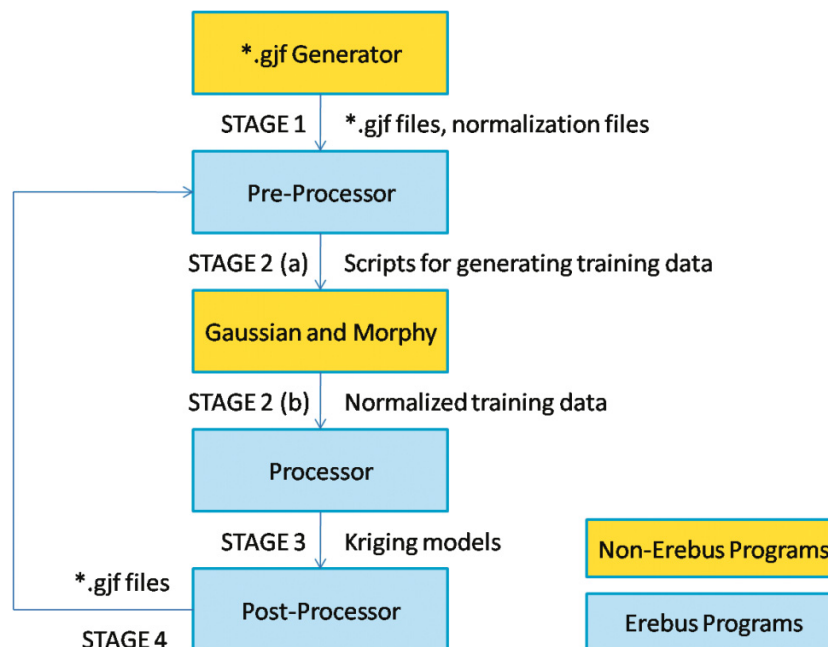 *.gjf Generator
STAGE 1
*.gjf files, normalization files
Pre-Processor
STAGE 2 (a)
Scripts for generating training data
Gaussian and Morphy
STAGE 2 (b)
Normalized training data
Processor
STAGE 3
Kriging models
Non-Erebus Programs
*.gjf files
Post-Processor
Erebus Programs
STAGE 4